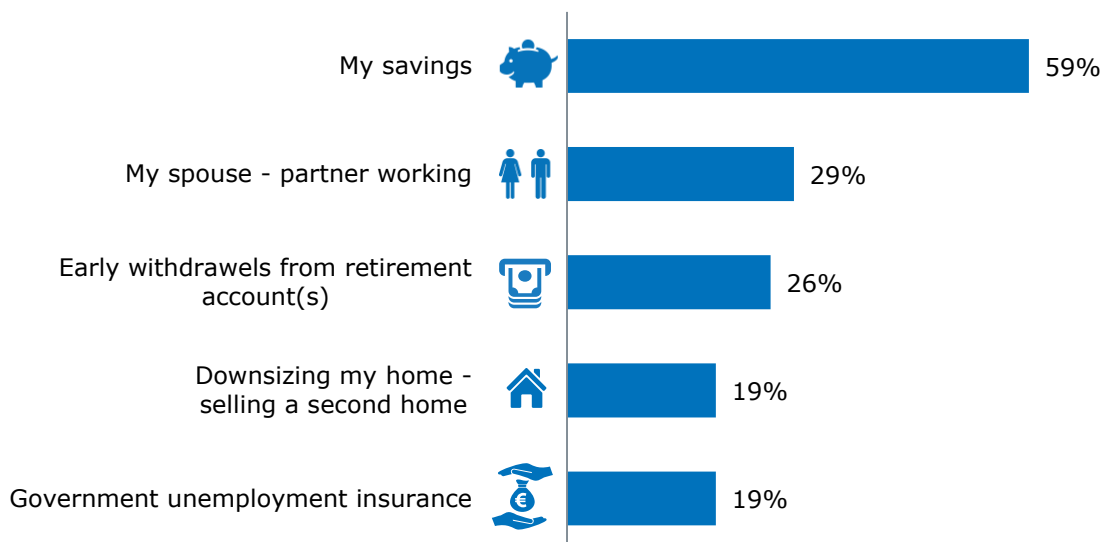 My savings
59%
My spouse - partner working
29%
Early withdrawels from retirement
account(s)
26%
Downsizing my home -
selling a second home
19%
€
Government unemployment insurance
19%